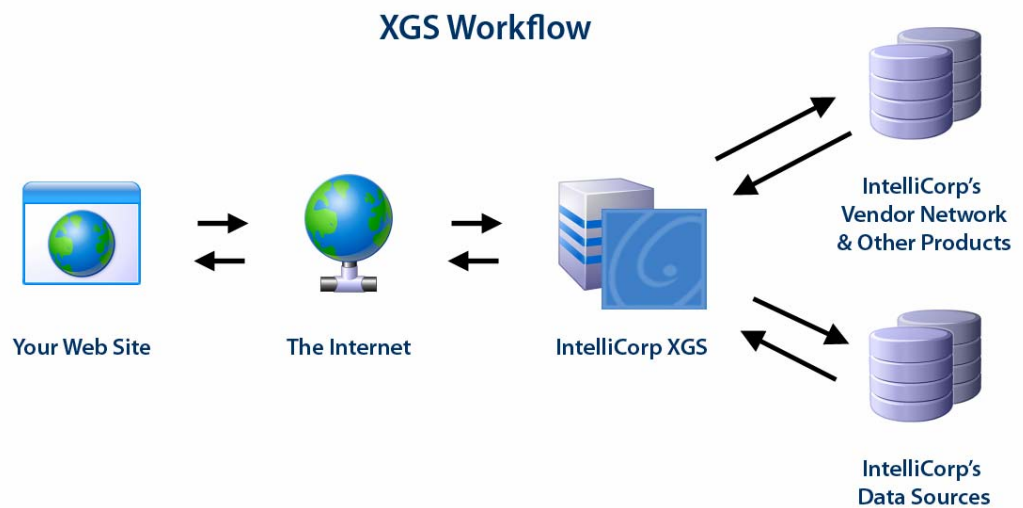 XGS Workflow
IntelliCorp's
Vendor Network
& Other Products
Your Web Site
The Internet
IntelliCorp XGS
IntelliCorp's
Data Sources